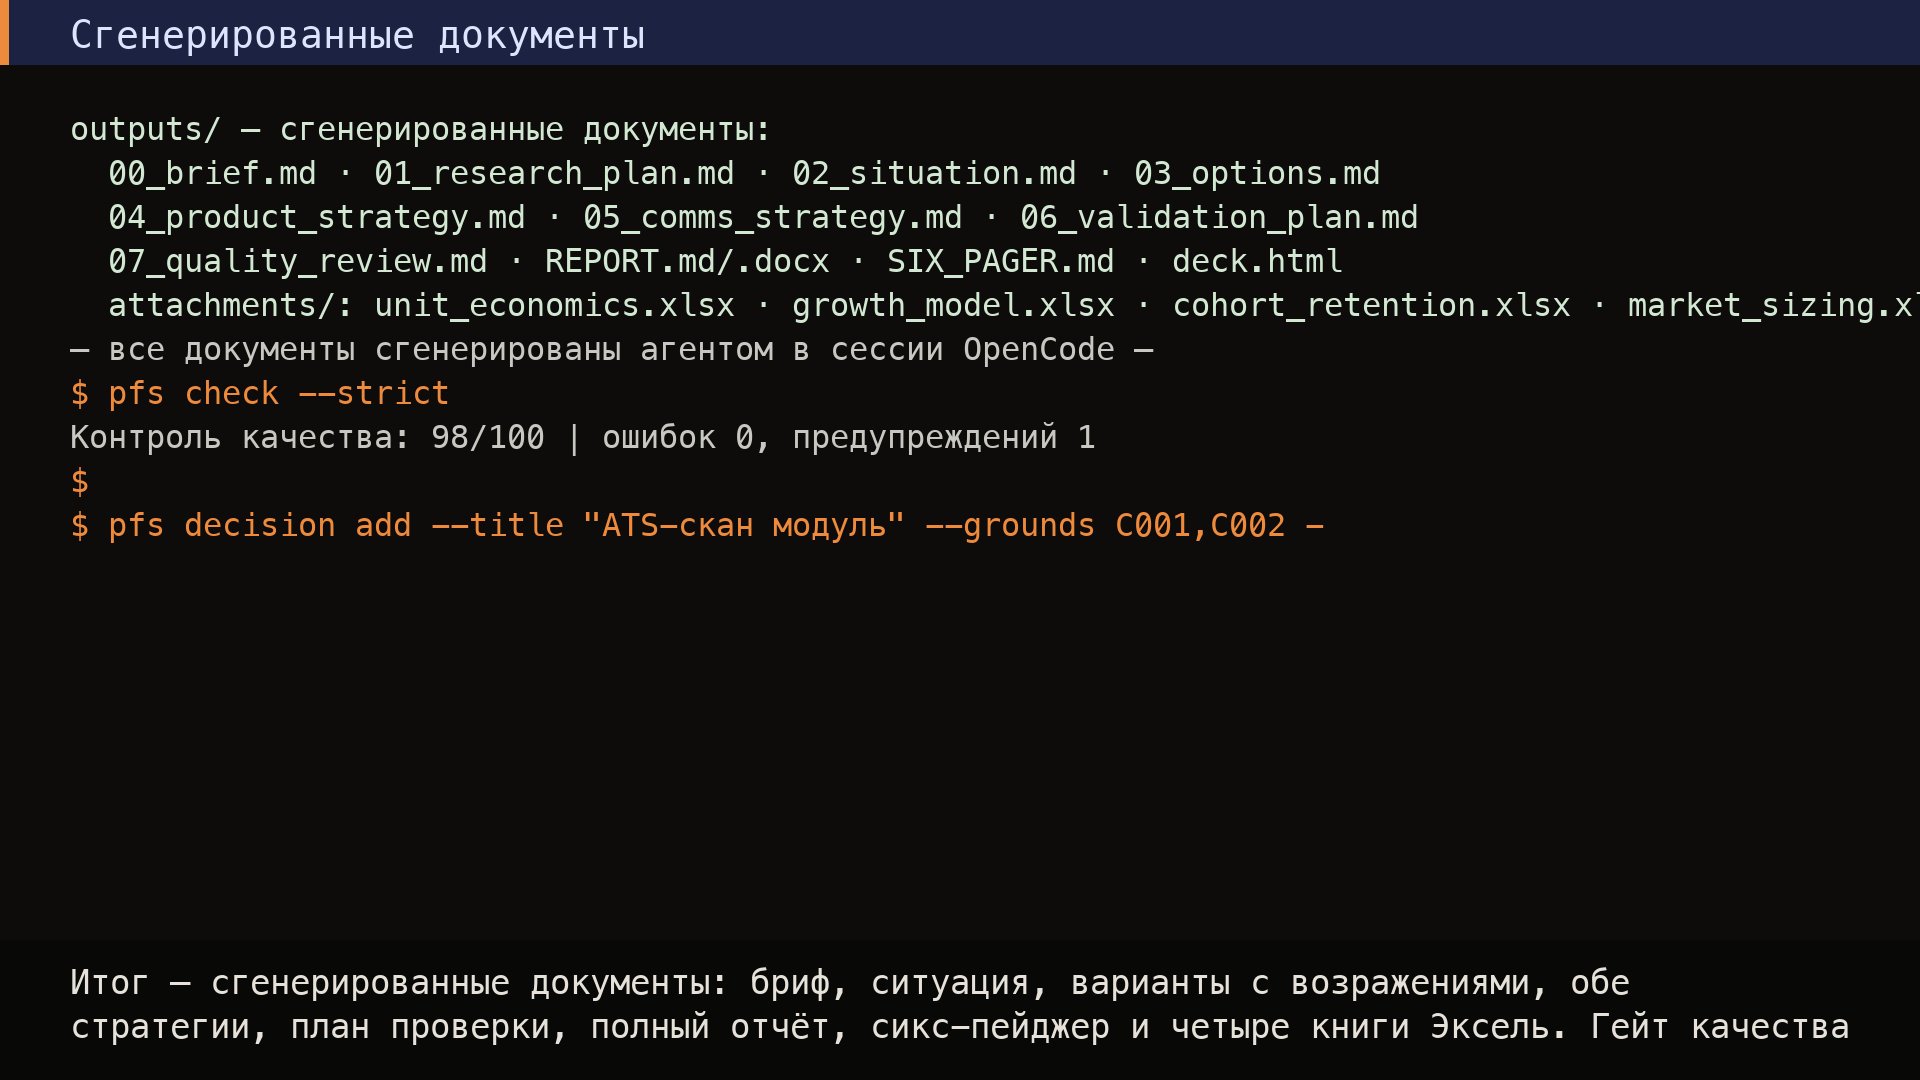 Сгенерированные документы
outputs/ — сгенерированные документы:
00_brief.md · 01_research_plan.md · 02_situation.md · 03_options.md
04_product_strategy.md · 05_comms_strategy.md · 06_validation_plan.md
07_quality_review.md · REPORT.md/.docx · SIX_PAGER.md · deck.html
attachments/: unit_economics.xlsx · growth_model.xlsx · cohort_retention.xlsx · market_sizing.xl
— все документы сгенерированы агентом в сессии OpenCode —
$ pfs check --strict
Контроль качества: 98/100 | ошибок 0, предупреждений 1
$
$ pfs decision add --title "ATS-скан модуль" --grounds C001,C002 -
Итог — сгенерированные документы: бриф, ситуация, варианты с возражениями, обе
стратегии, план проверки, полный отчёт, сикс-пейджер и четыре книги Эксель. Гейт качества